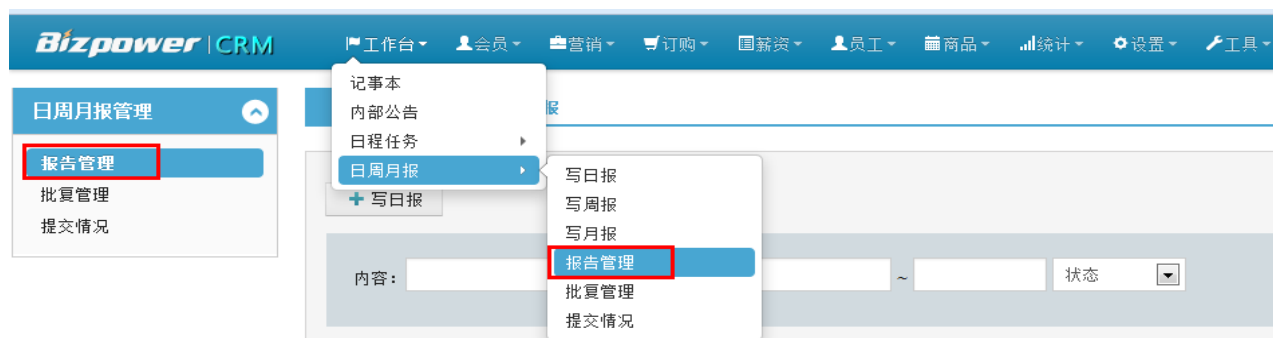 Bizpower | CRM
工作台 会员 营销 订购 薪资 员工 商品 统计 设置 工具
日周月报管理
报告管理
批复管理
提交情况
记事本
内部公告
日程任务
日周月报
报
写日报
写周报
写月报
报告管理
批复管理
提交情况
+ 写日报
内容：
~
状态